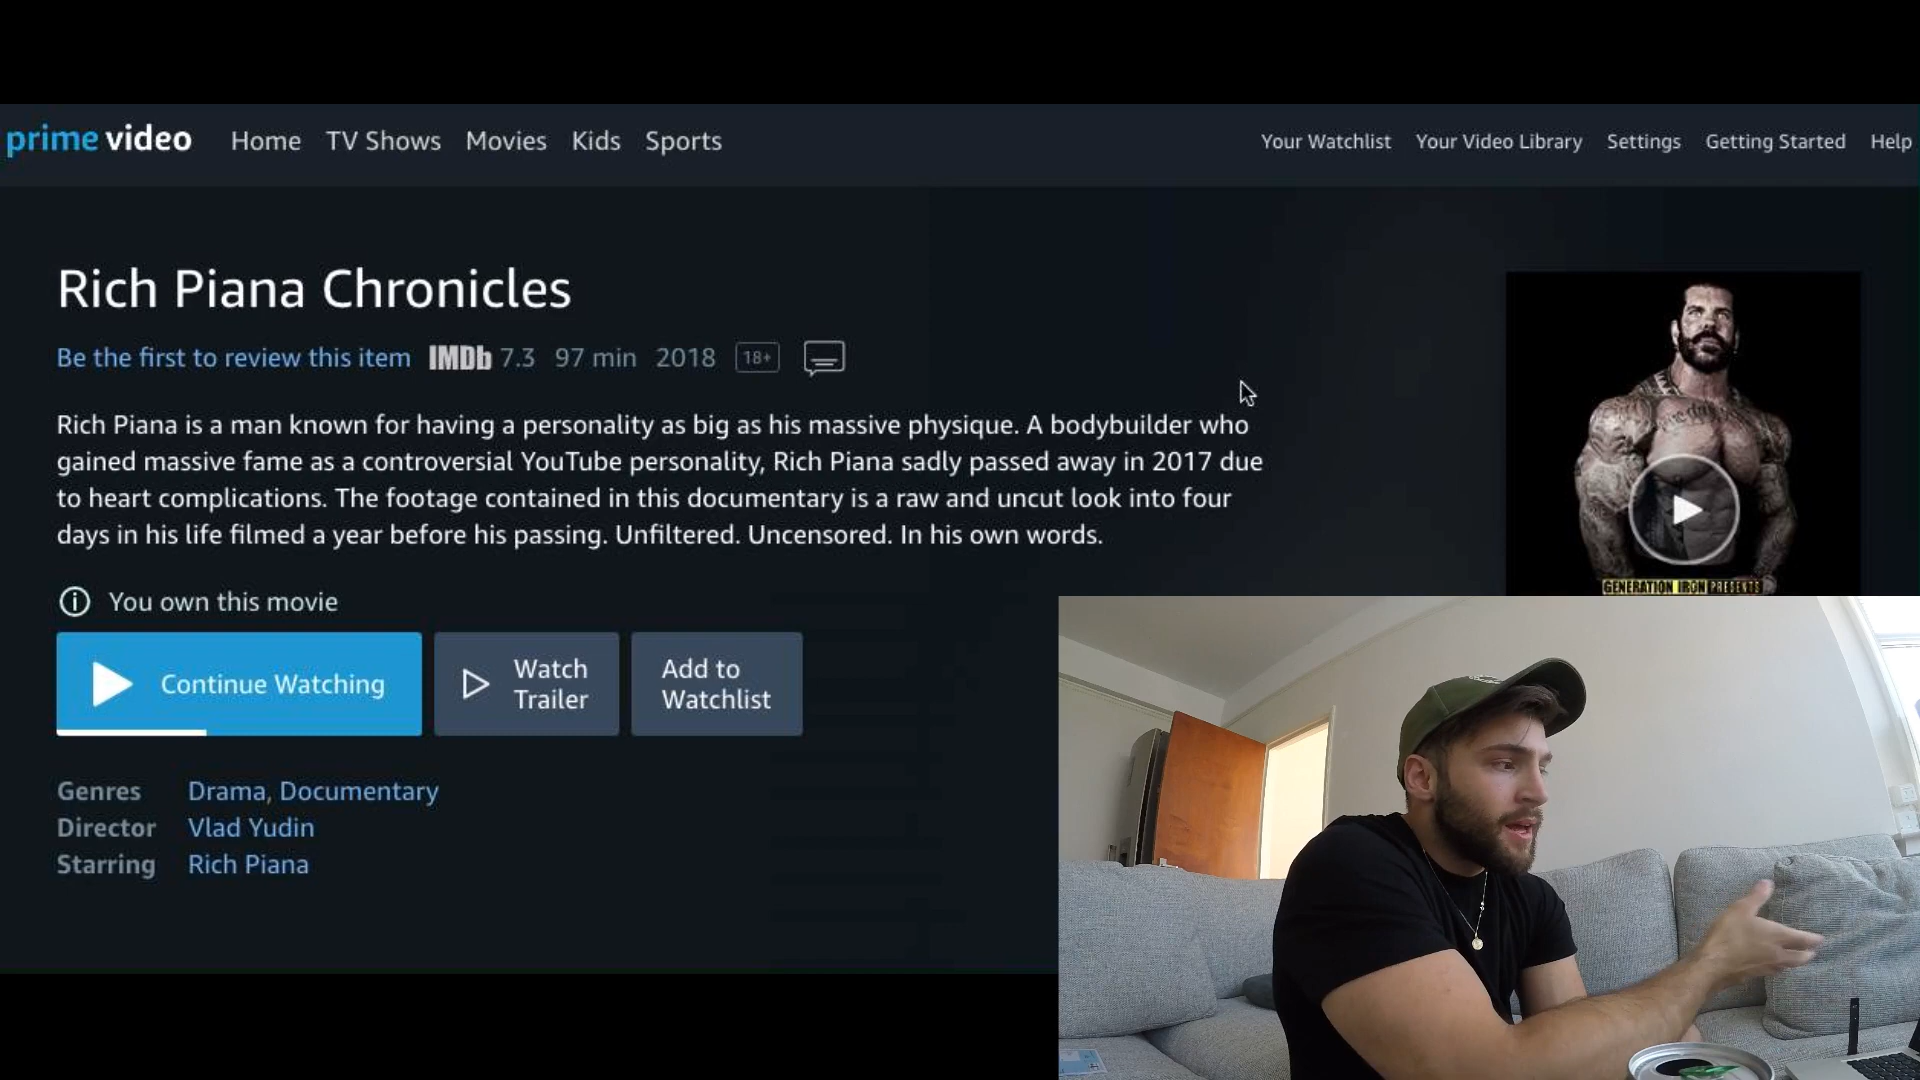 prime video Home TV Shows Movies Kids Sports Your Watchlist Your Video Library Settings Getting Started Help
Rich Piana Chronicles
Be the first to review this item IMDb 7.3 97 min 2018 18+
Rich Piana is a man known for having a personality as big as his massive physique. A bodybuilder who
gained massive fame as a controversial YouTube personality, Rich Piana sadly passed away in 2017 due
to heart complications. The footage contained in this documentary is a raw and uncut look into four
days in his life filmed a year before his passing. Unfiltered. Uncensored. In his own words.
GENERATION IRON PRESENTS
You own this movie
Continue Watching
Watch
Trailer
Add to
Watchlist
Genres Drama, Documentary
Director Vlad Yudin
Starring Rich Piana